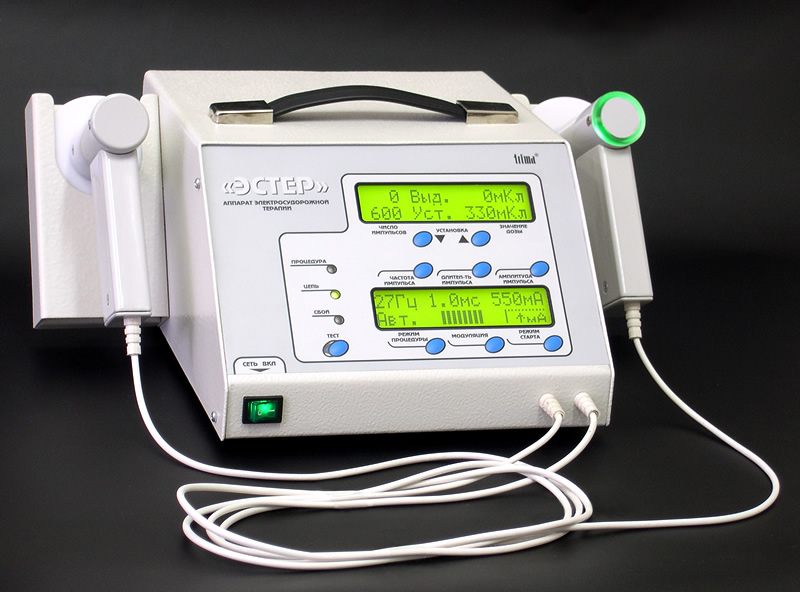 trima®
«ЭСТЕР»
АППАРАТ ЭЛЕКТРОСУДОРОЖНОЙ
ТЕРАПИИ
0 Выд. 0мКл
600 Уст. 330мКл
ЧИСЛО
ИМПУЛЬСОВ
УСТАНОВКА
ЗНАЧЕНИЕ
ДОЗЫ
ПРОЦЕДУРА
ЧАСТОТА
ИМПУЛЬСА
ДЛИТЕЛ-ТЬ
ИМПУЛЬСА
АМПЛИТУДА
ИМПУЛЬСА
ЦЕПЬ
27Гц 1.0мс 550мА
Авт. 1↑мА
СБОЙ
ТЕСТ
РЕЖИМ
ПРОЦЕДУРЫ
МОДУЛЯЦИЯ
РЕЖИМ
СТАРТА
СЕТЬ ВКЛ